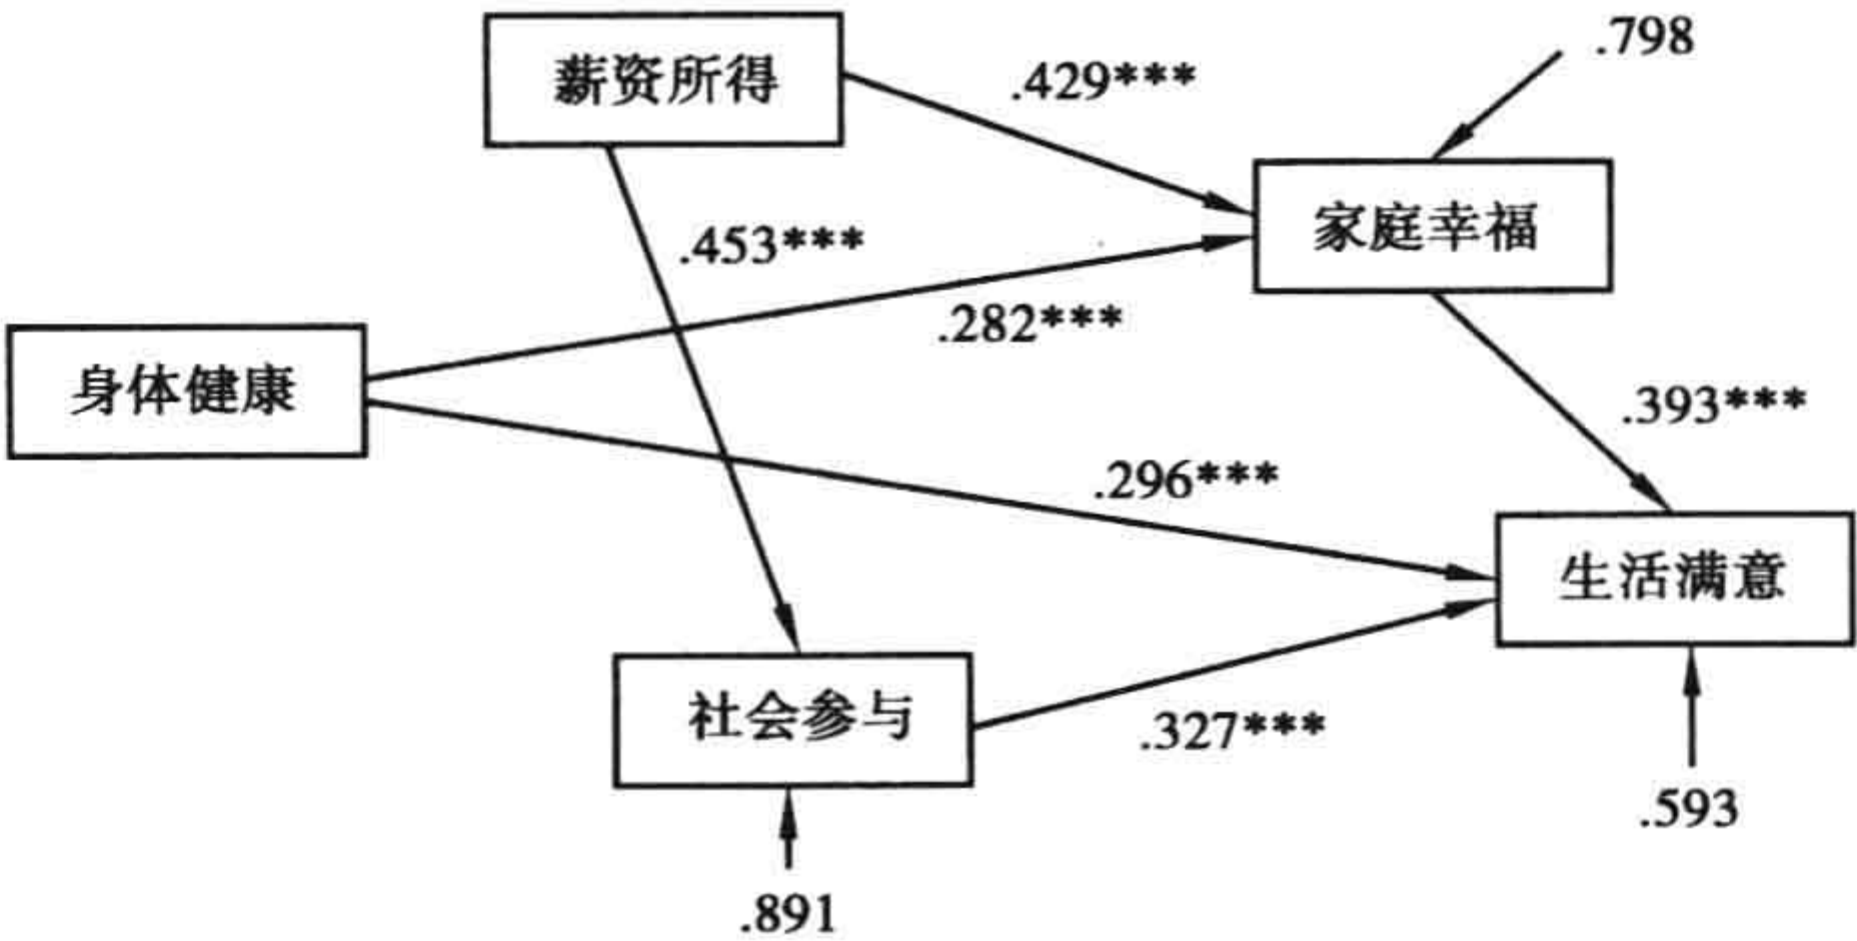 .798
薪资所得
.429***
家庭幸福
.453***
.282***
身体健康
.393***
.296***
生活满意
社会参与
.327***
.593
.891